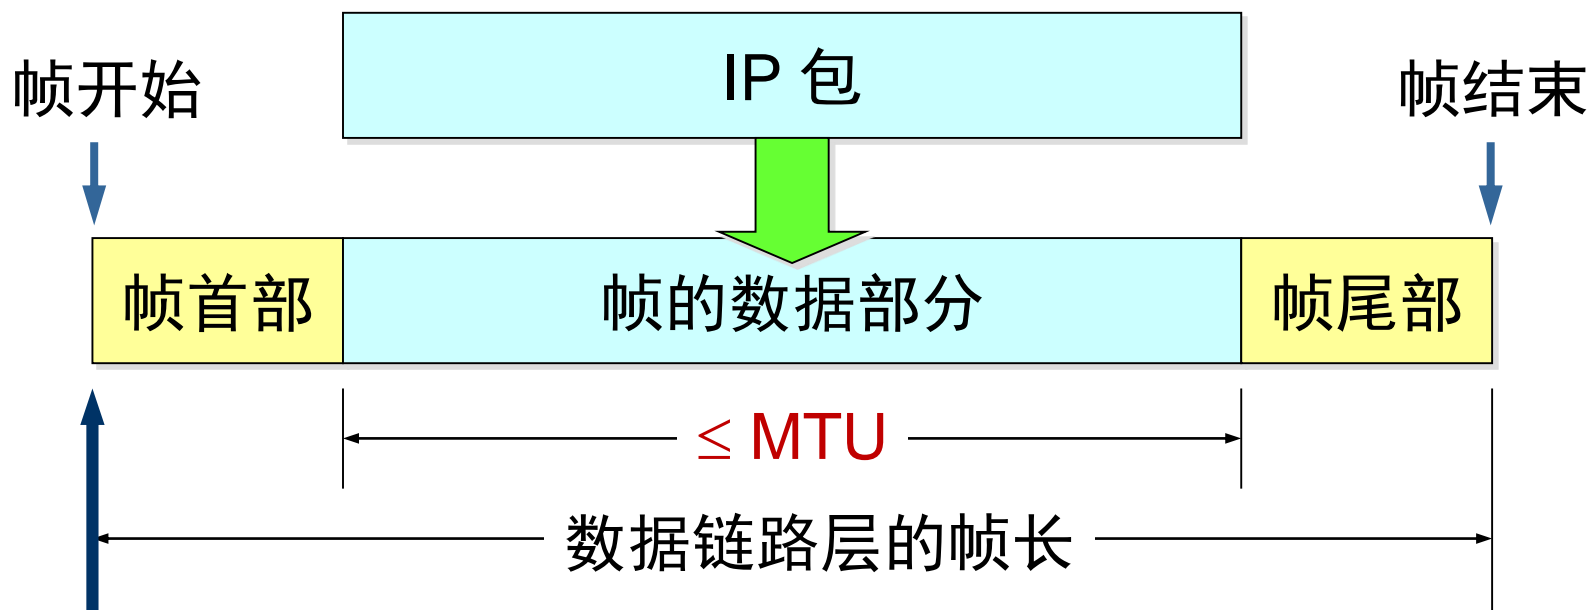 IP 包
帧开始
帧结束
帧首部
帧的数据部分
帧尾部
≤ MTU
数据链路层的帧长